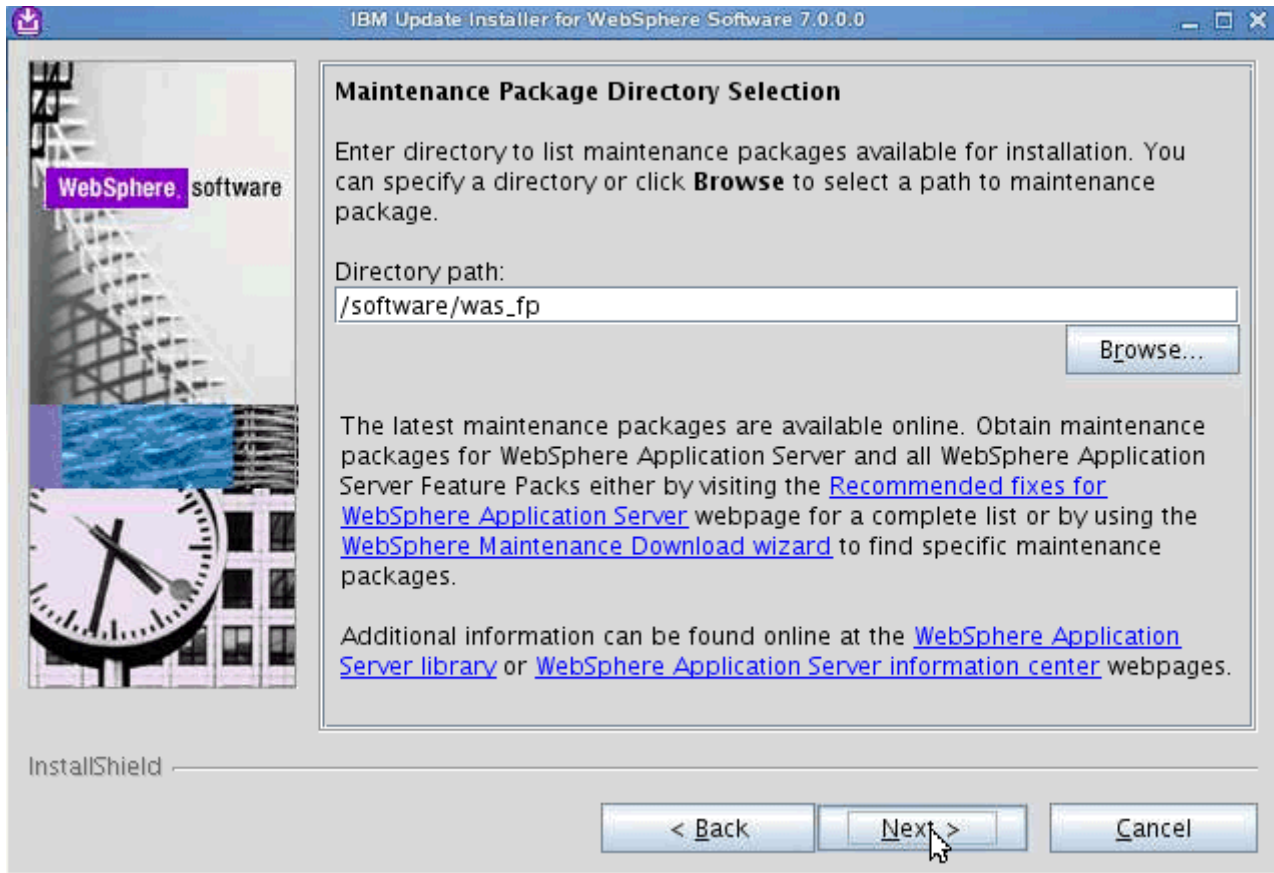 IBM Update Installer for WebSphere Software 7.0.0.0
WebSphere. software
Maintenance Package Directory Selection
Enter directory to list maintenance packages available for installation. You
can specify a directory or click Browse to select a path to maintenance
package.
Directory path:
/software/was_fp
Browse...
The latest maintenance packages are available online. Obtain maintenance
packages for WebSphere Application Server and all WebSphere Application
Server Feature Packs either by visiting the Recommended fixes for
WebSphere Application Server webpage for a complete list or by using the
WebSphere Maintenance Download wizard to find specific maintenance
packages.
Additional information can be found online at the WebSphere Application
Server library or WebSphere Application Server information center webpages.
InstallShield
< Back
Next >
Cancel